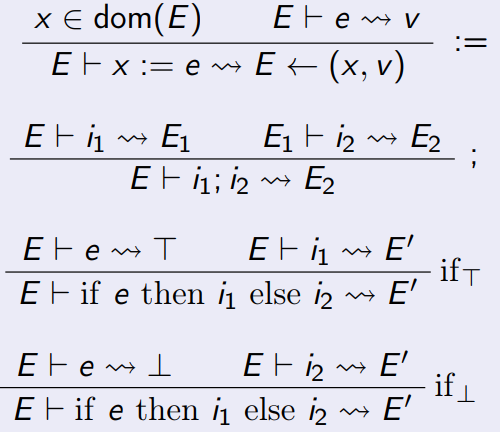 x ∈ dom(E) E ⊢ e ⇝ v
:=
E ⊢ x := e ⇝ E ← (x, v)
E ⊢ i₁ ⇝ E₁ E₁ ⊢ i₂ ⇝ E₂
;
E ⊢ i₁; i₂ ⇝ E₂
E ⊢ e ⇝ ⊤ E ⊢ i₁ ⇝ E′
if⊤
E ⊢ if e then i₁ else i₂ ⇝ E′
E ⊢ e ⇝ ⊥ E ⊢ i₂ ⇝ E′
if⊥
E ⊢ if e then i₁ else i₂ ⇝ E′